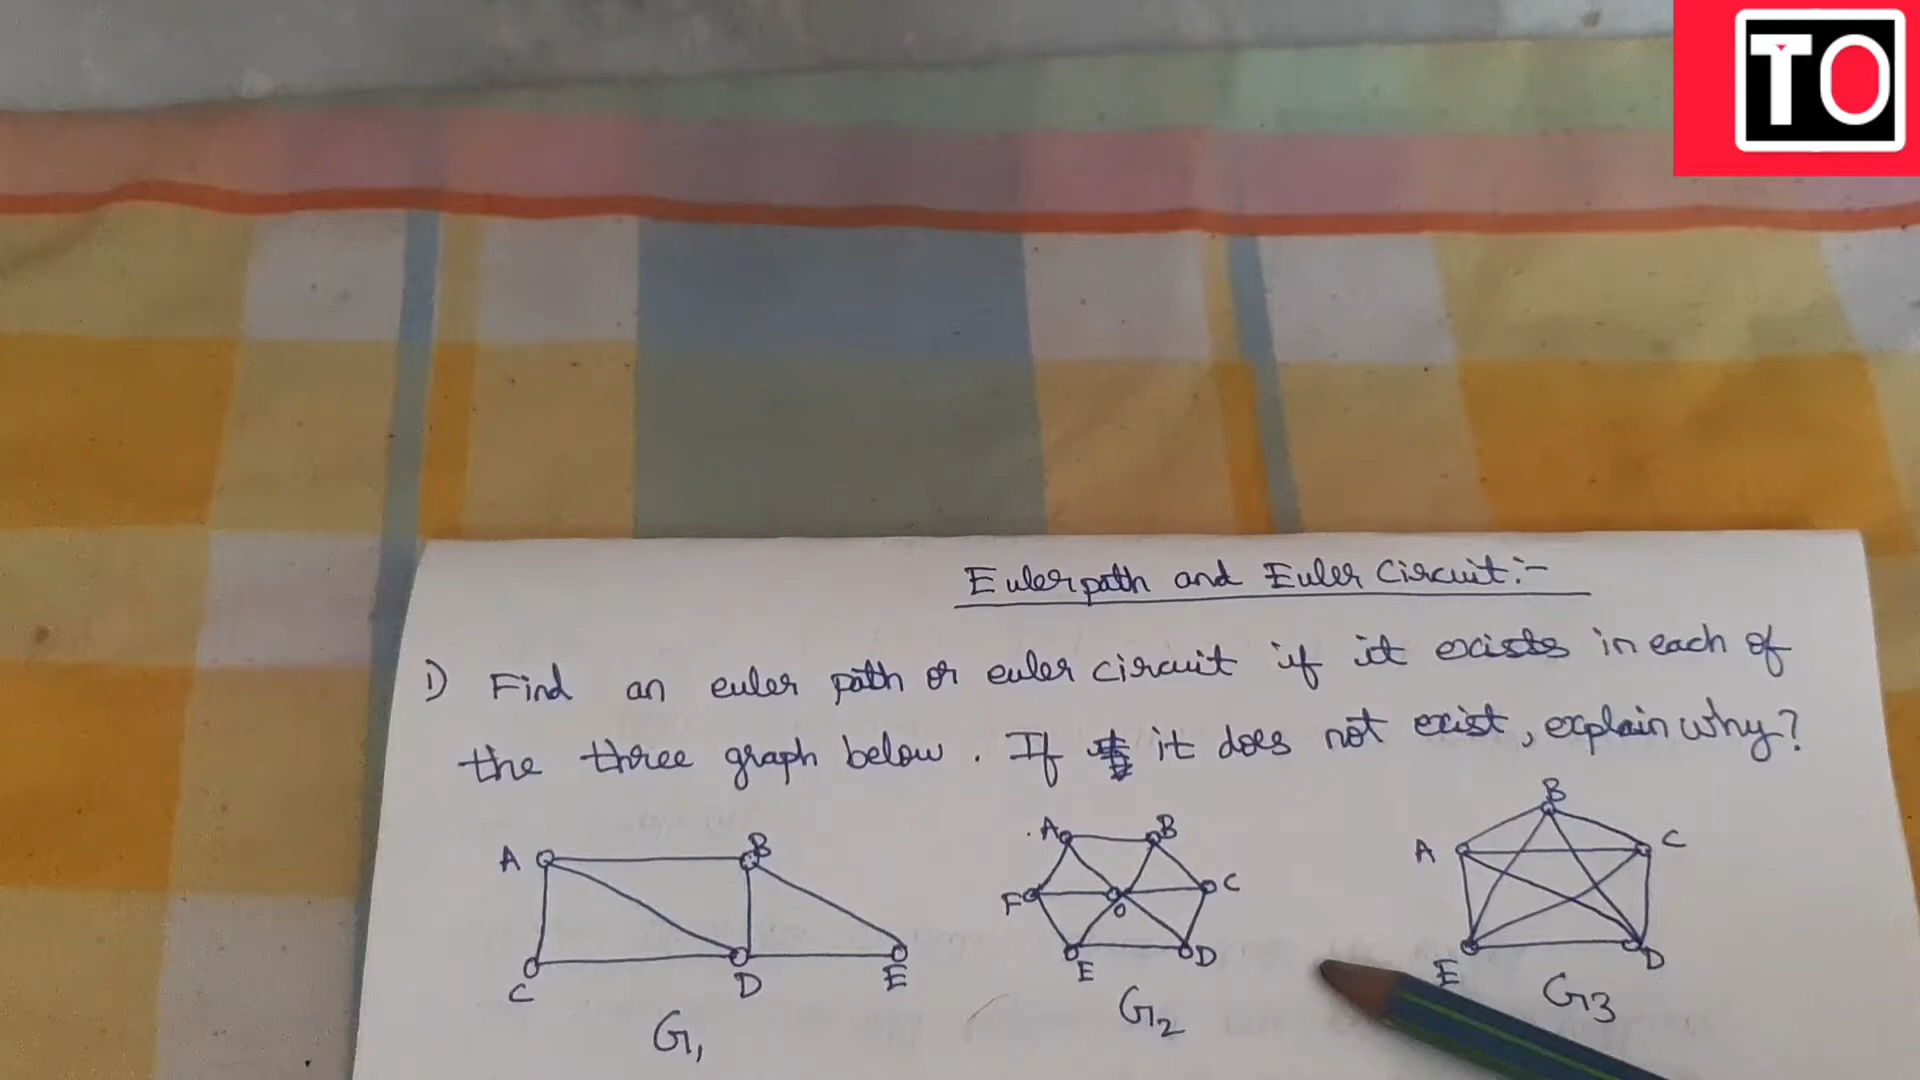 TO
Euler path and Euler Circuit:-
1) Find an euler path or euler circuit if it exists in each of
the three graph below. If it does not exist, explain why?
A B C D E
G1
A B C D E F O
G2
A B C D E
G3